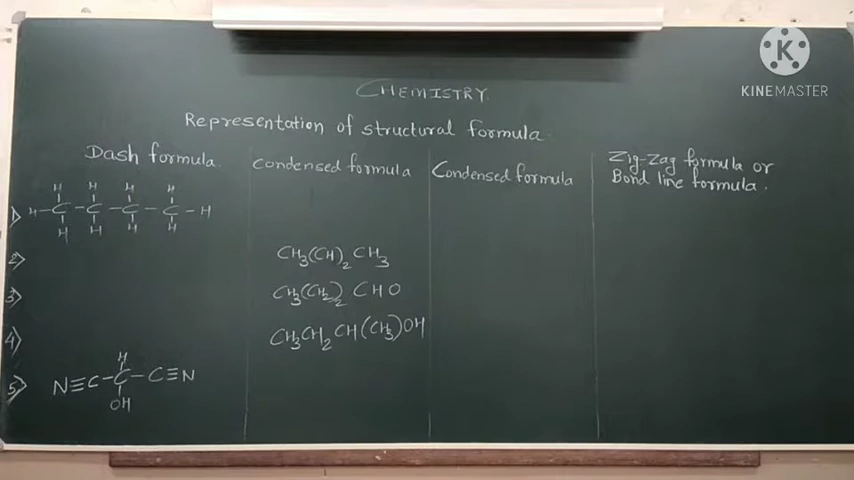 K
KINEMASTER
CHEMISTRY.
Representation of structural formula.
Dash formula.
Condensed formula
Condensed formula
Zig-Zag formula or
Bond line formula.
1)
H H H H
H-C-C-C-C-H
H H H H
2)
CH3(CH)2CH3
3)
CH3(CH2)2CHO
4)
CH3CH2CH(CH3)OH
5)
H
N≡C-C-C≡N
OH